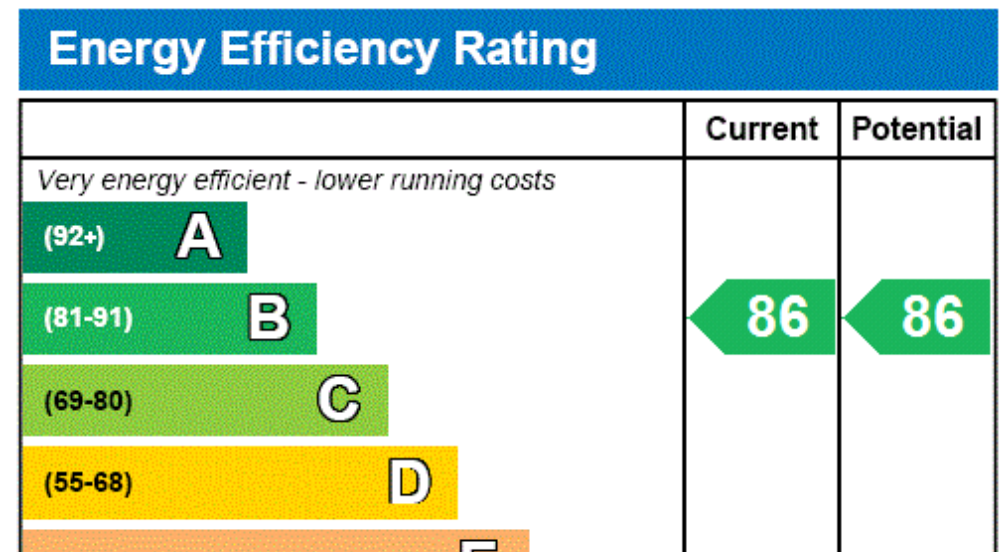 Energy Efficiency Rating
Current Potential
Very energy efficient - lower running costs
(92+) A
(81-91) B 86 86
(69-80) C
(55-68) D